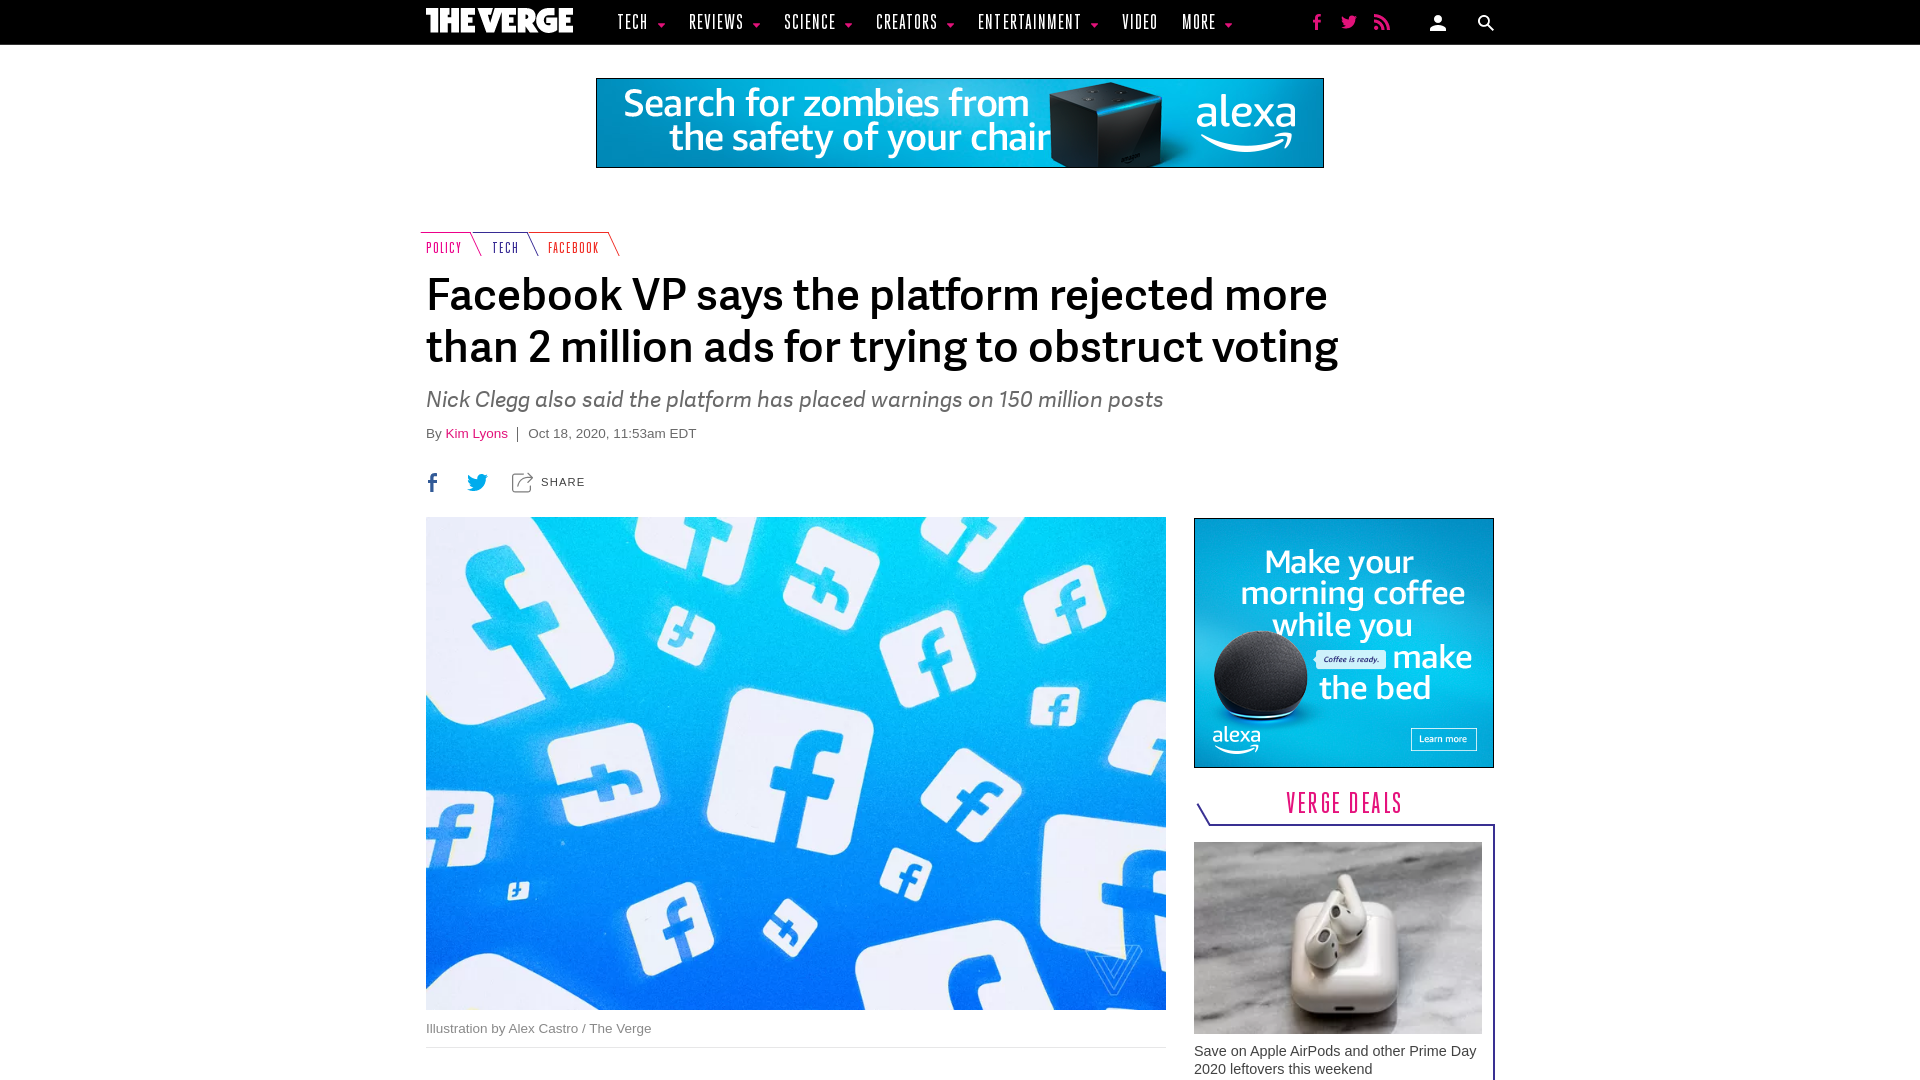 THE VERGE
TECH
REVIEWS
SCIENCE
CREATORS
ENTERTAINMENT
VIDEO
MORE
Search for zombies from
the safety of your chair
alexa
POLICY
TECH
FACEBOOK
Facebook VP says the platform rejected more
than 2 million ads for trying to obstruct voting
Nick Clegg also said the platform has placed warnings on 150 million posts
By Kim Lyons | Oct 18, 2020, 11:53am EDT
SHARE
Make your
morning coffee
while you
Coffee is ready. make
the bed
alexa
Learn more
VERGE DEALS
Illustration by Alex Castro / The Verge
Save on Apple AirPods and other Prime Day
2020 leftovers this weekend